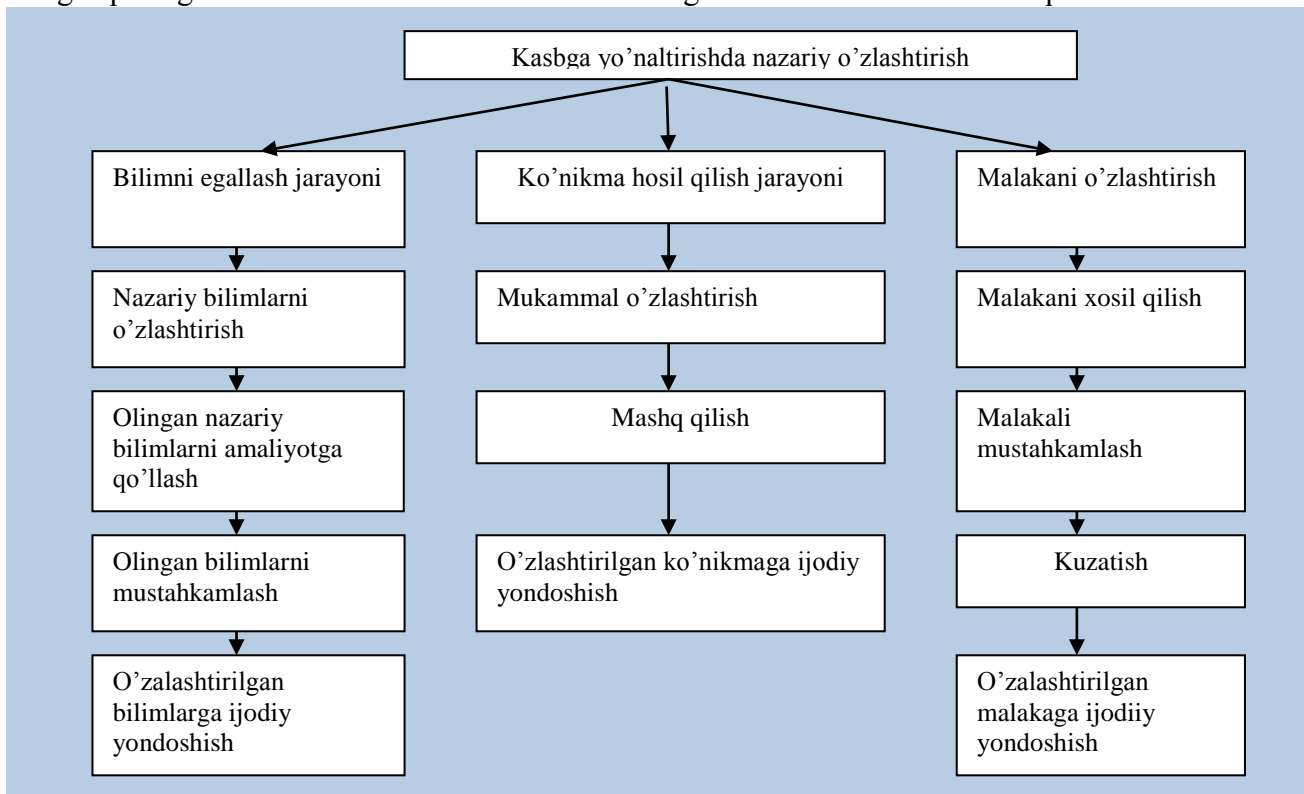 Kasbga yo’naltirishda nazariy o’zlashtirish
Bilimni egallash jarayoni
Nazariy bilimlarni
o’zlashtirish
Olingan nazariy
bilimlarni amaliyotga
qo’llash
Olingan bilimlarni
mustahkamlash
O’zalashtirilgan
bilimlarga ijodiy
yondoshish
Ko’nikma hosil qilish jarayoni
Mukammal o’zlashtirish
Mashq qilish
O’zlashtirilgan ko’nikmaga ijodiy
yondoshish
Malakani o’zlashtirish
Malakani xosil qilish
Malakali
mustahkamlash
Kuzatish
O’zalashtirilgan
malakaga ijodiiy
yondoshish